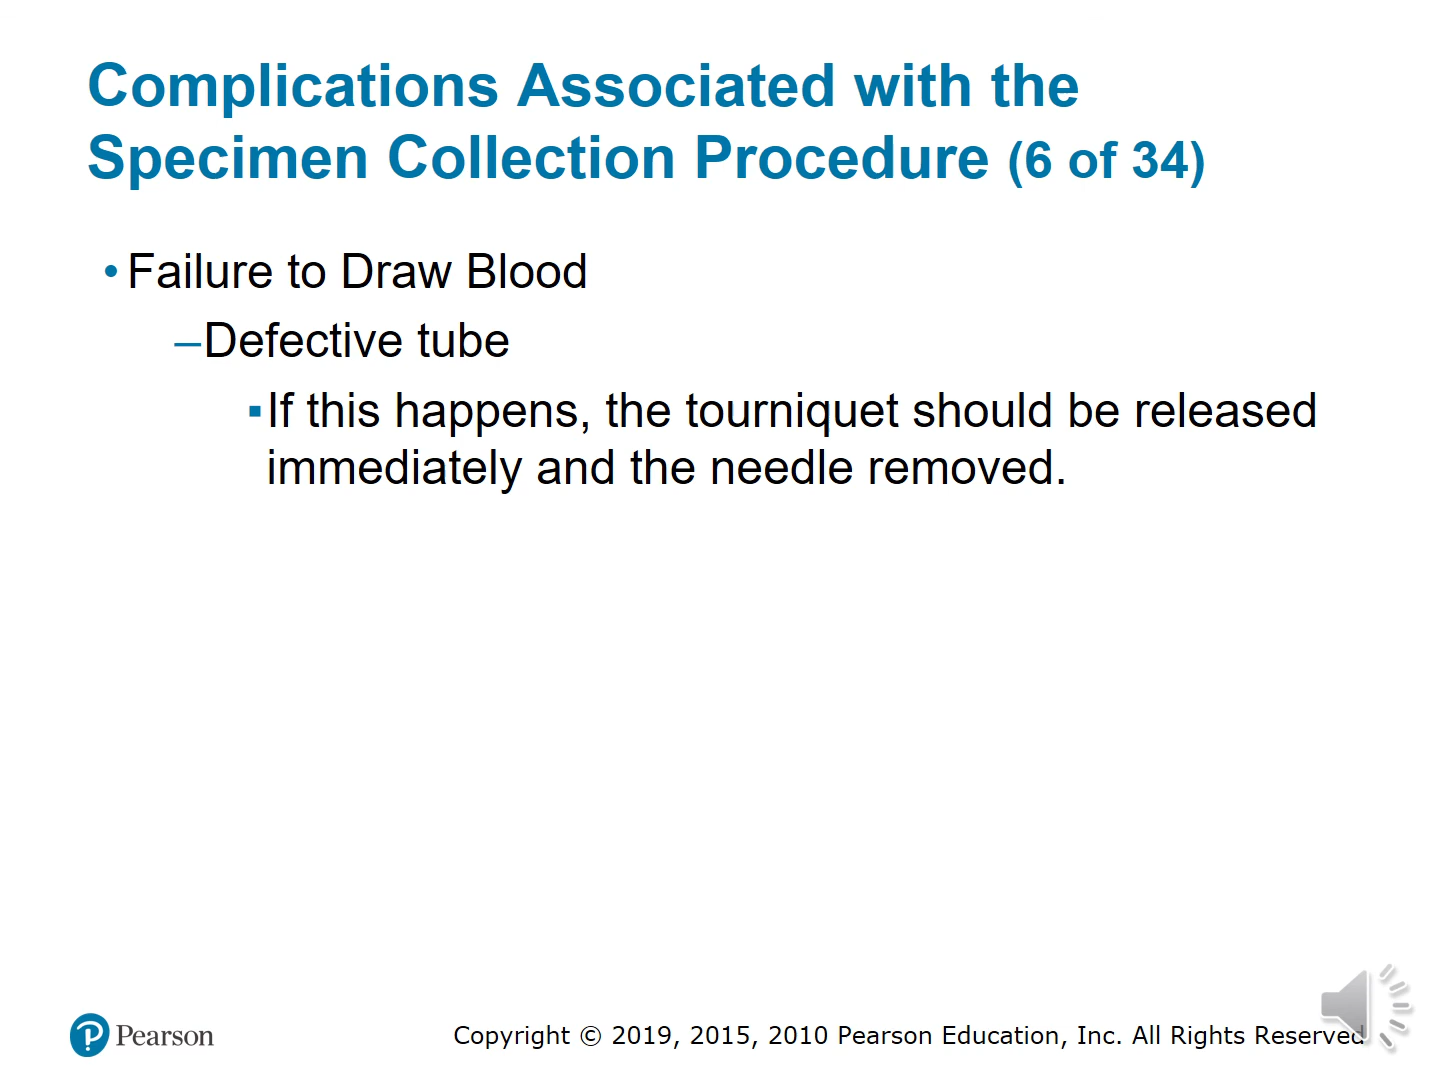 Complications Associated with the
Specimen Collection Procedure (6 of 34)
• Failure to Draw Blood
–Defective tube
▪If this happens, the tourniquet should be released
immediately and the needle removed.
Pearson
Copyright © 2019, 2015, 2010 Pearson Education, Inc. All Rights Reserved